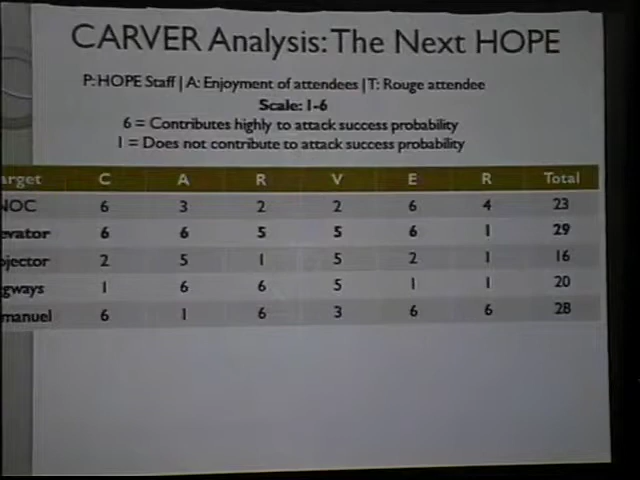 CARVER Analysis: The Next HOPE
P: HOPE Staff | A: Enjoyment of attendees | T: Rouge attendee
Scale: 1-6
6 = Contributes highly to attack success probability
1 = Does not contribute to attack success probability
arget C A R V E R Total
NOC 6 3 2 2 6 4 23
evator 6 6 5 5 6 1 29
ojector 2 5 1 5 2 1 16
gways 1 6 6 5 1 1 20
manuel 6 1 6 3 6 6 28